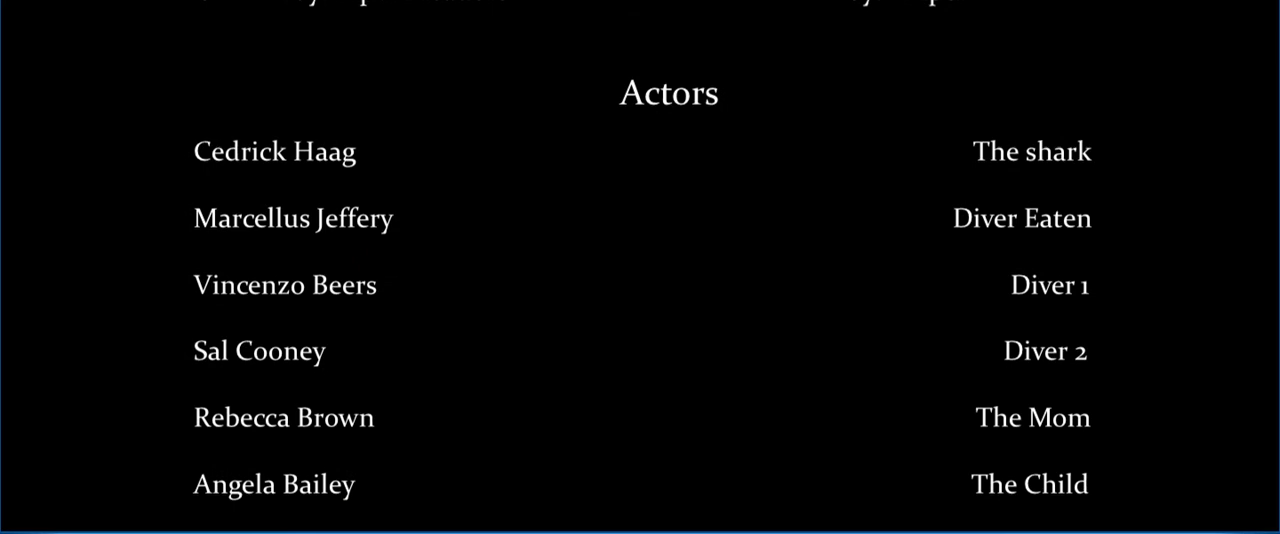 Actors
Cedrick Haag The shark
Marcellus Jeffery Diver Eaten
Vincenzo Beers Diver 1
Sal Cooney Diver 2
Rebecca Brown The Mom
Angela Bailey The Child